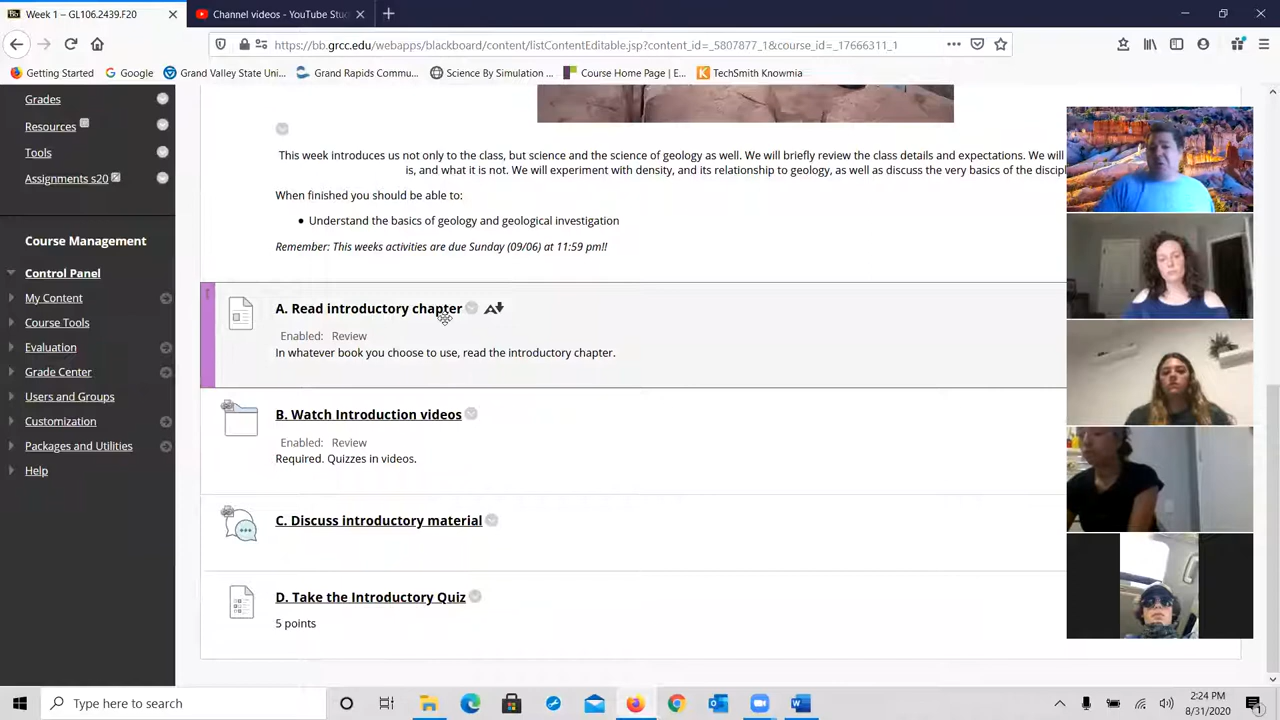 Week 1 – GL106.2439.F20
Channel videos - YouTube Stu
https://bb.grcc.edu/webapps/blackboard/content/listContentEditable.jsp?content_id=_5807877_1&course_id=_17666311_1
Getting Started
Google
Grand Valley State Uni...
Grand Rapids Commu...
Science By Simulation ...
Course Home Page | E...
TechSmith Knowmia
Grades
Resources
Tools
Assignments s20
Course Management
Control Panel
My Content
Course Tools
Evaluation
Grade Center
Users and Groups
Customization
Packages and Utilities
Help
This week introduces us not only to the class, but science and the science of geology as well. We will briefly review the class details and expectations. We will
is, and what it is not. We will experiment with density, and its relationship to geology, as well as discuss the very basics of the discipl
When finished you should be able to:
• Understand the basics of geology and geological investigation
Remember: This weeks activities are due Sunday (09/06) at 11:59 pm!!
A. Read introductory chapter
Enabled: Review
In whatever book you choose to use, read the introductory chapter.
B. Watch Introduction videos
Enabled: Review
Required. Quizzes in videos.
C. Discuss introductory material
D. Take the Introductory Quiz
5 points
Type here to search
2:24 PM
8/31/2020